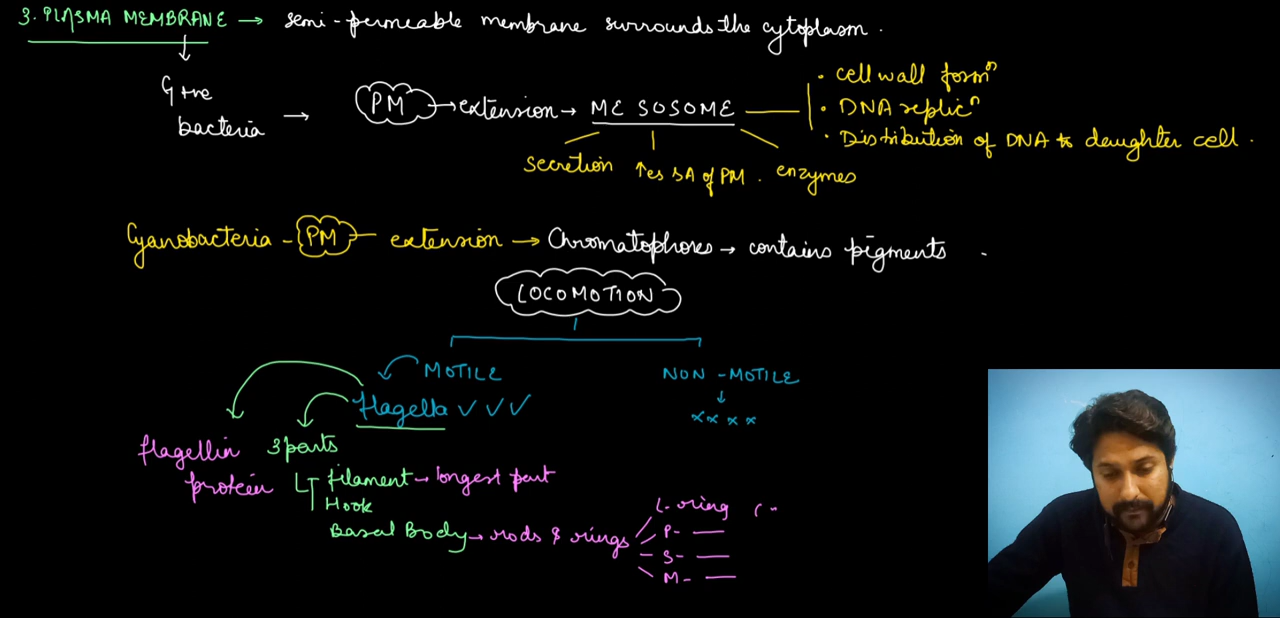 3. PLASMA MEMBRANE → semi-permeable membrane surrounds the cytoplasm.
G +ve bacteria → PM → extension → MESOSOME
• cell wall formⁿ
• DNA replicⁿ
• Distribution of DNA to daughter cell.
secretion ↑es SA of PM. enzymes
Cyanobacteria - PM - extension → Chromatophores → contains pigments.
LOCOMOTION
MOTILE NON-MOTILE
flagella ✓ ✓ ✓ ↓
x x x x
flagellin protein 3 parts
filament → longest part
Hook
Basal Body → rods & rings
L- ring (-
P- —
S- —
M- —